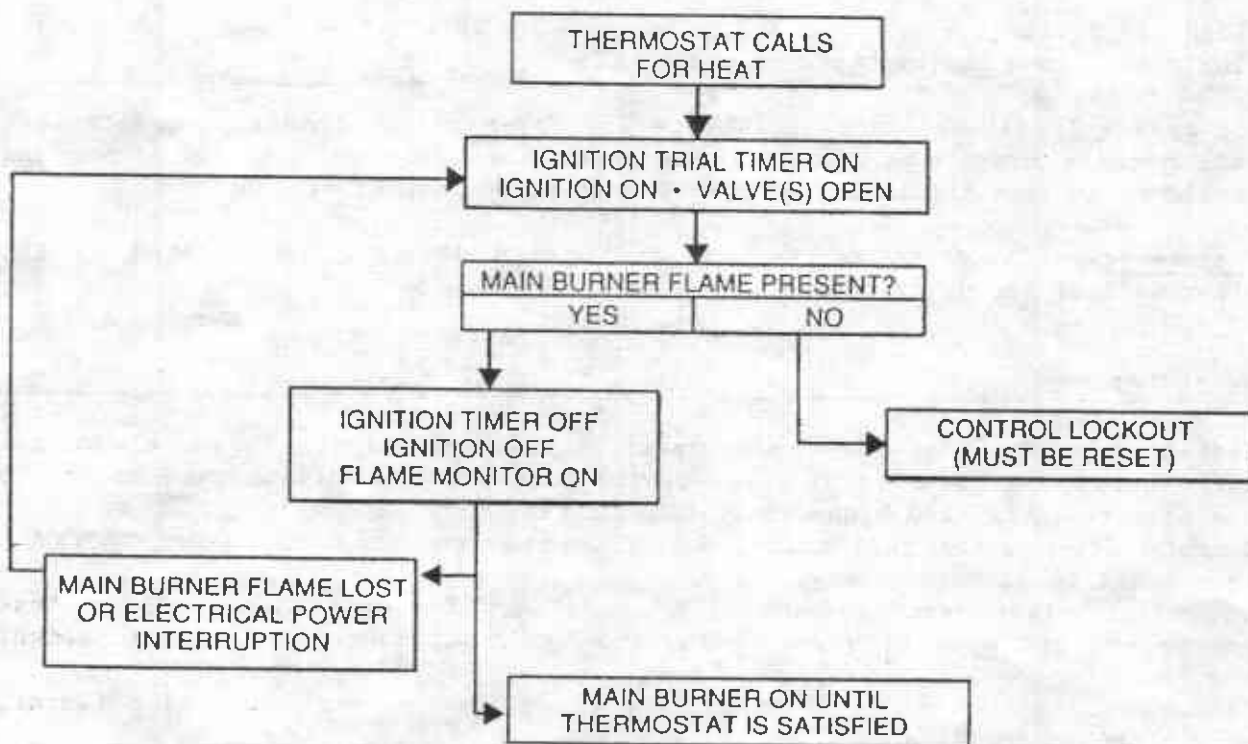 THERMOSTAT CALLS
FOR HEAT
IGNITION TRIAL TIMER ON
IGNITION ON • VALVE(S) OPEN
MAIN BURNER FLAME PRESENT?
YES
NO
IGNITION TIMER OFF
IGNITION OFF
FLAME MONITOR ON
CONTROL LOCKOUT
(MUST BE RESET)
MAIN BURNER FLAME LOST
OR ELECTRICAL POWER
INTERRUPTION
MAIN BURNER ON UNTIL
THERMOSTAT IS SATISFIED